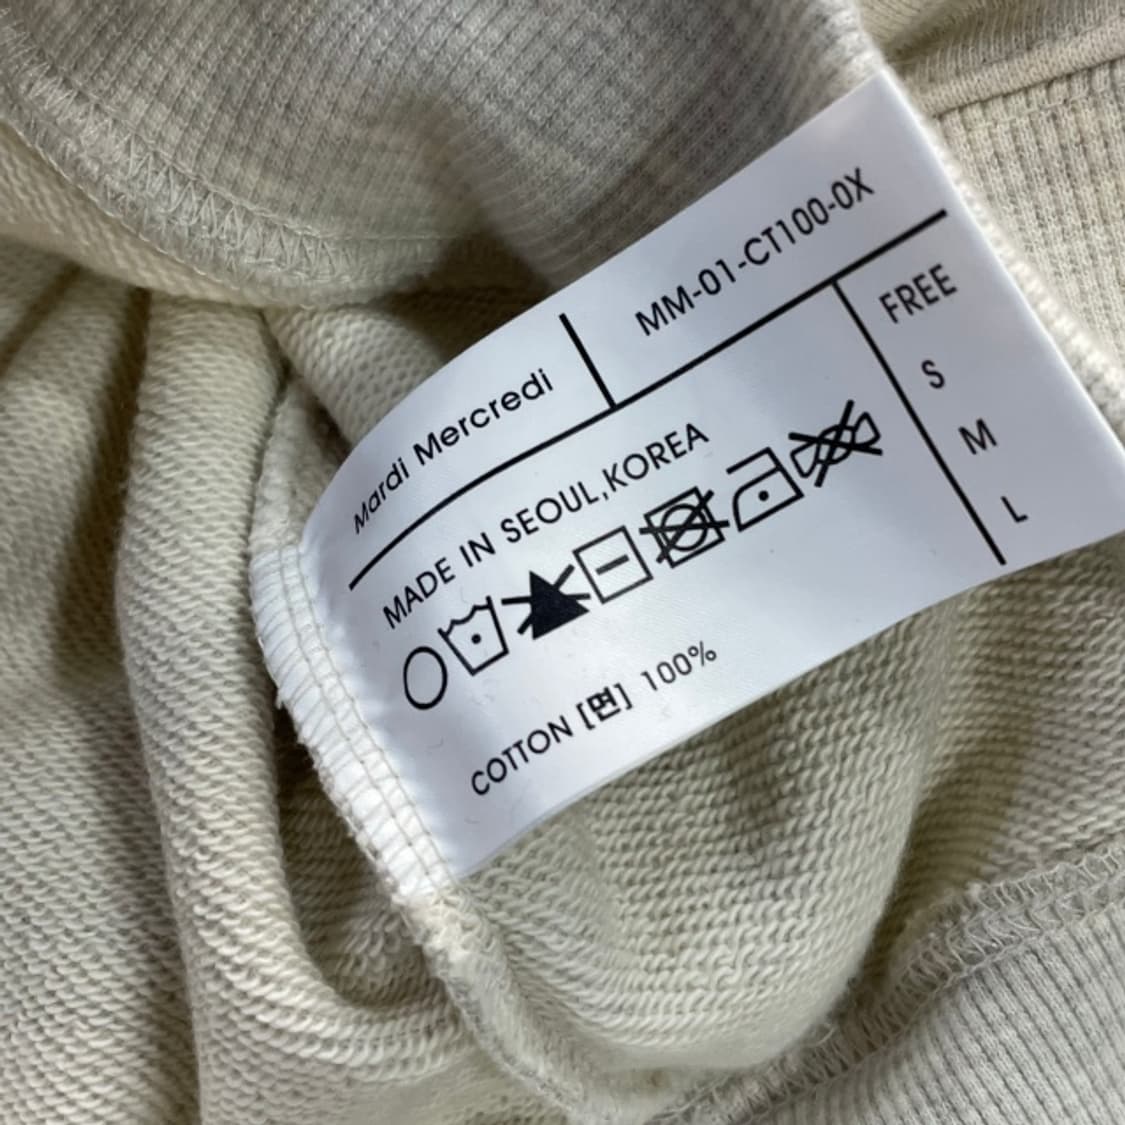 Mardi Mercredi
MM-01-CT100-0X
MADE IN SEOUL,KOREA
COTTON [면] 100%
FREE
S
M
L